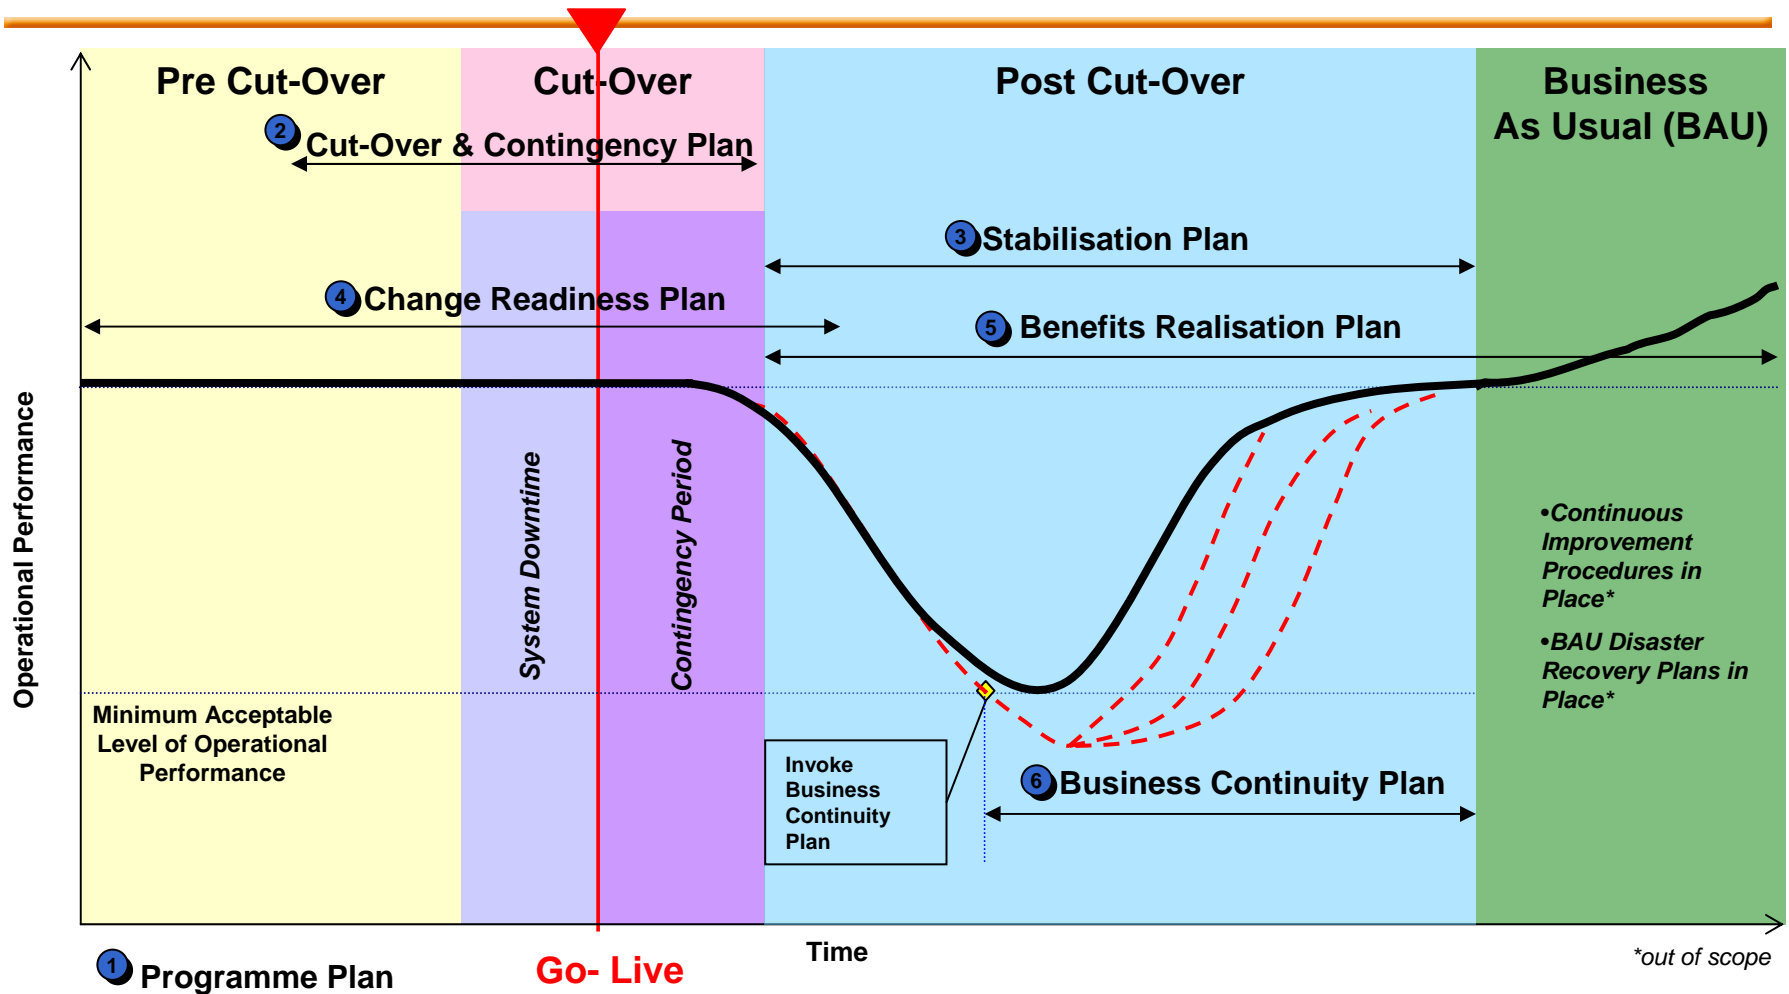 Pre Cut-Over
Cut-Over
Post Cut-Over
Business
As Usual (BAU)
2
Cut-Over & Contingency Plan
3
Stabilisation Plan
4
Change Readiness Plan
5
Benefits Realisation Plan
Operational Performance
System Downtime
Contingency Period
•Continuous
Improvement
Procedures in
Place*
•BAU Disaster
Recovery Plans in
Place*
Minimum Acceptable
Level of Operational
Performance
Invoke
Business
Continuity
Plan
6
Business Continuity Plan
Time
*out of scope
1
Programme Plan
Go- Live